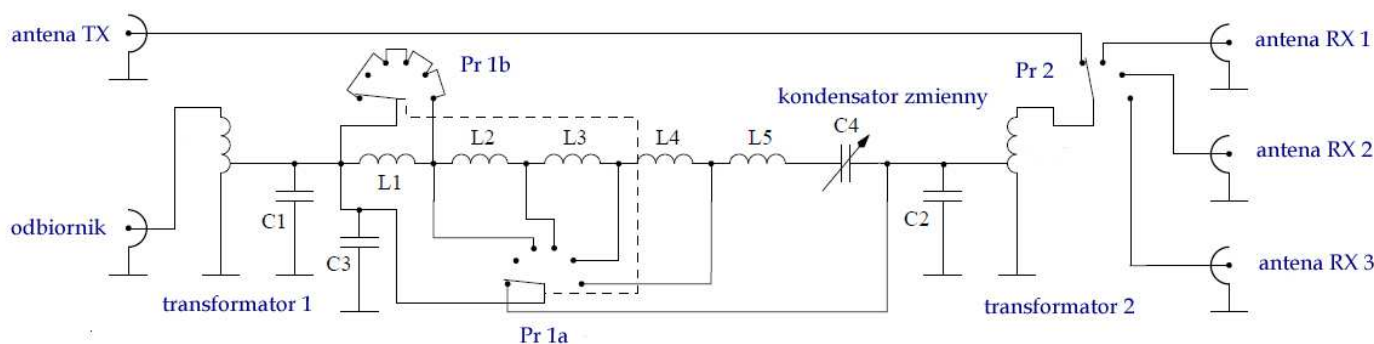 antena TX
antena RX 1
Pr 1b
Pr 2
kondensator zmienny
C4
L2
L3
L4
L5
L1
antena RX 2
C1
C2
odbiornik
C3
antena RX 3
transformator 1
transformator 2
Pr 1a